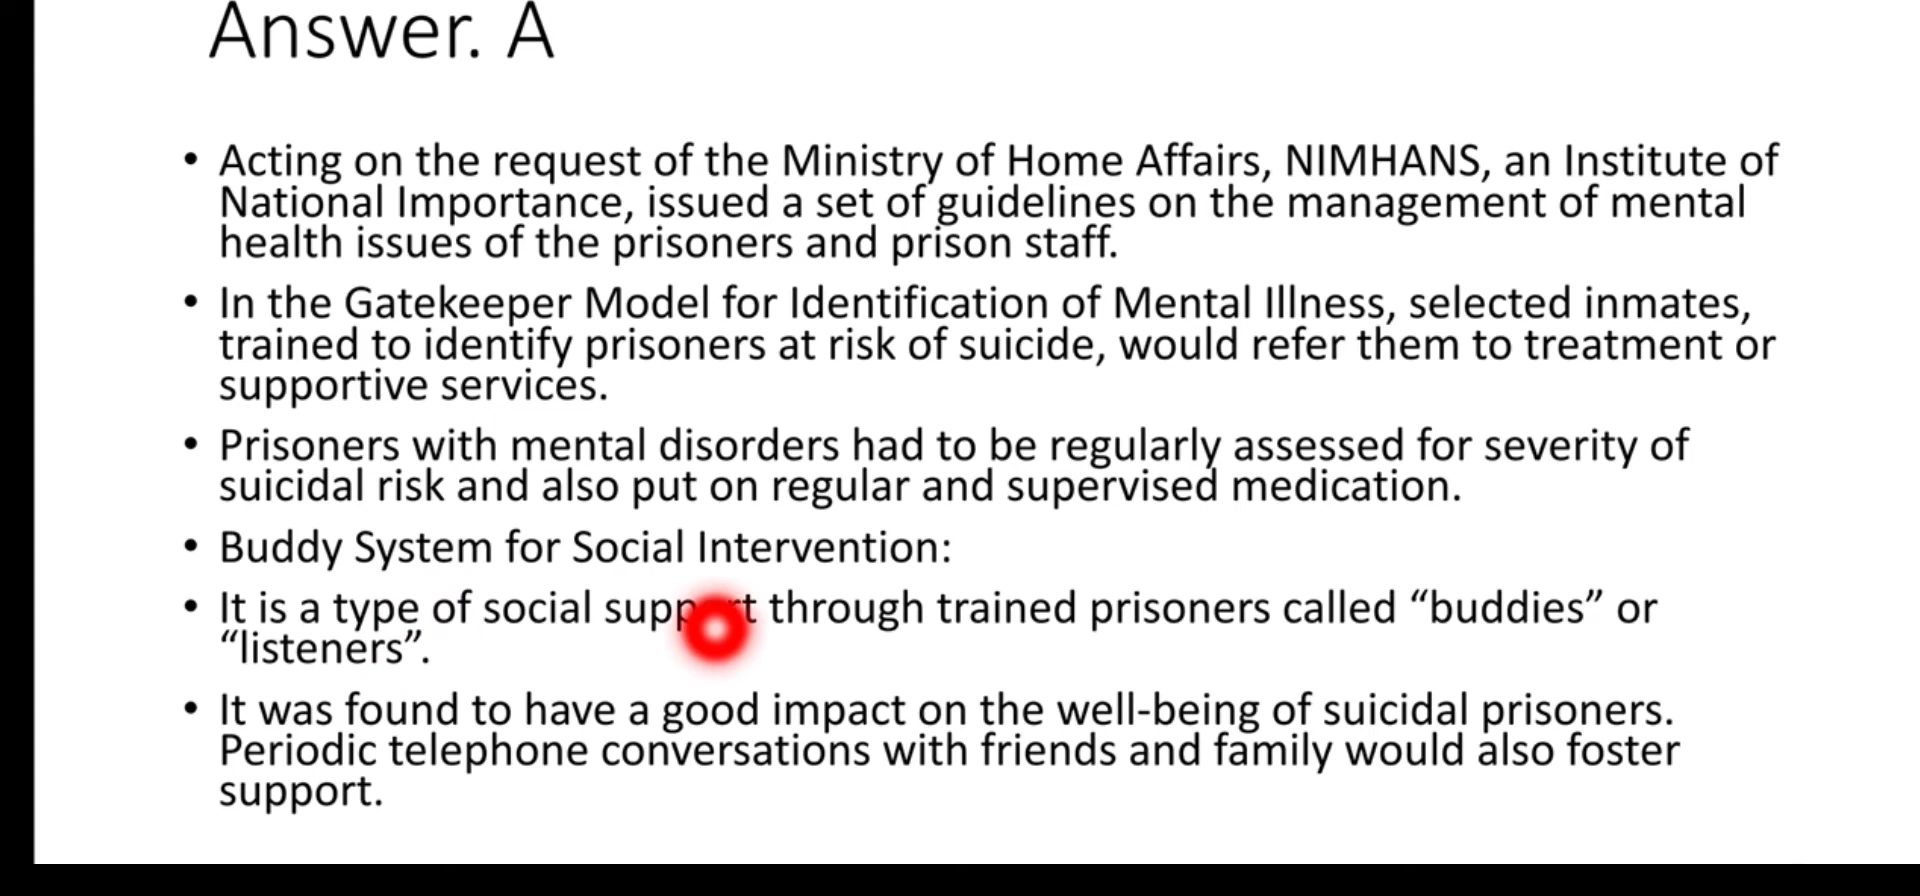 Answer. A
• Acting on the request of the Ministry of Home Affairs, NIMHANS, an Institute of
National Importance, issued a set of guidelines on the management of mental
health issues of the prisoners and prison staff.
• In the Gatekeeper Model for Identification of Mental Illness, selected inmates,
trained to identify prisoners at risk of suicide, would refer them to treatment or
supportive services.
• Prisoners with mental disorders had to be regularly assessed for severity of
suicidal risk and also put on regular and supervised medication.
• Buddy System for Social Intervention:
• It is a type of social support through trained prisoners called “buddies” or
“listeners”.
• It was found to have a good impact on the well-being of suicidal prisoners.
Periodic telephone conversations with friends and family would also foster
support.